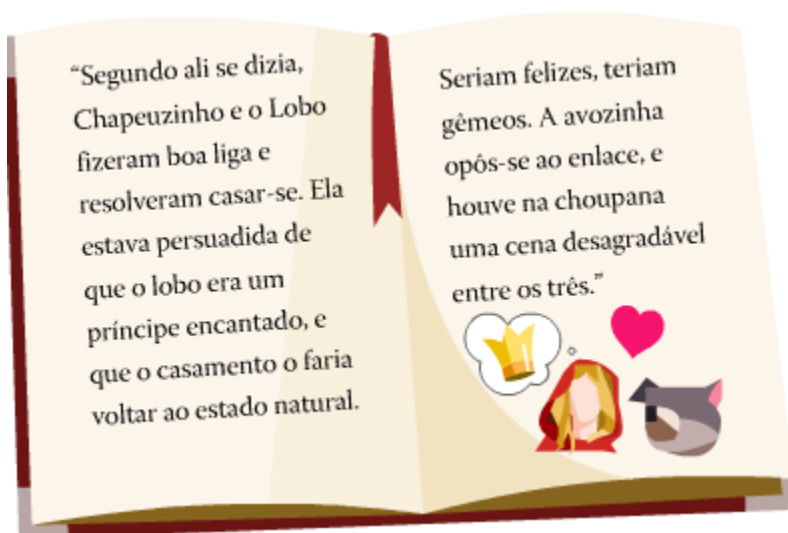 “Segundo ali se dizia,
Chapeuzinho e o Lobo
fizeram boa liga e
resolveram casar-se. Ela
estava persuadida de
que o lobo era um
príncipe encantado, e
que o casamento o faria
voltar ao estado natural.
Seriam felizes, teriam
gêmeos. A avozinha
opôs-se ao enlace, e
houve na choupana
uma cena desagradável
entre os três.”